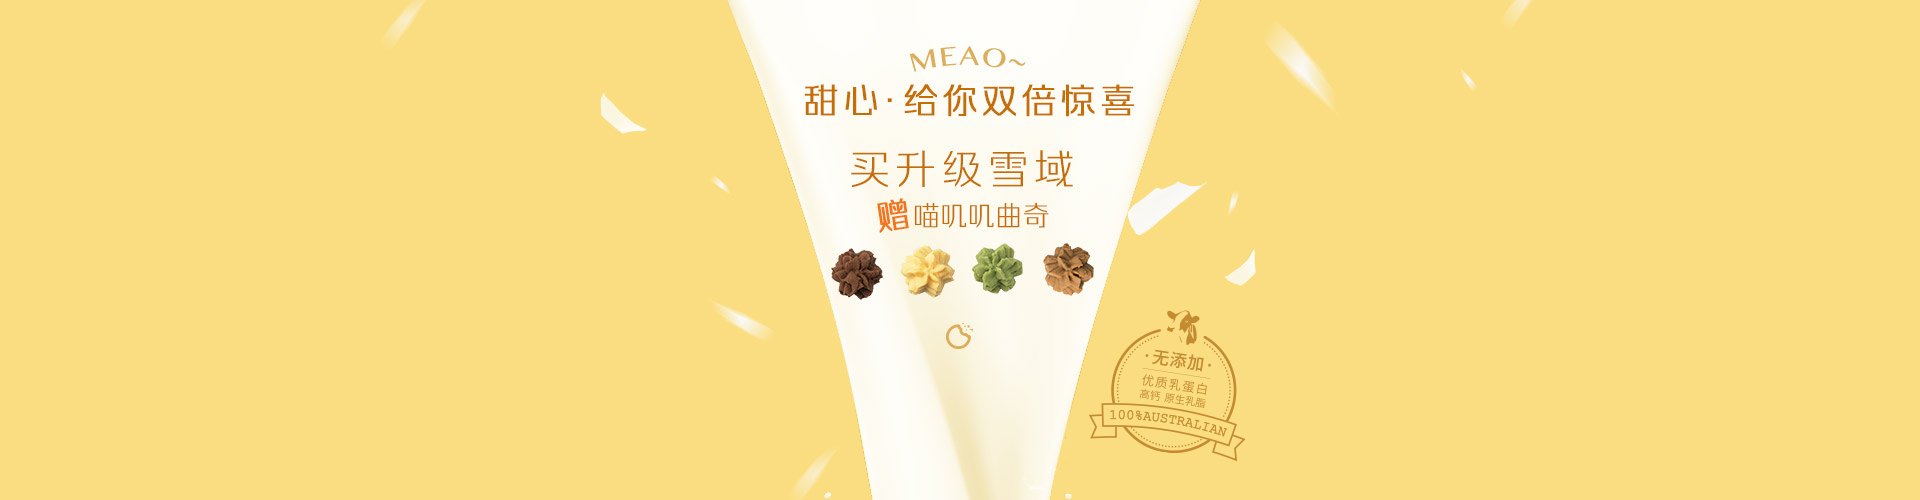 MEAO~
甜心·给你双倍惊喜
买升级雪域
赠喵叽叽曲奇
·无添加·
优质乳蛋白
高钙 原生乳脂
100%AUSTRALIAN